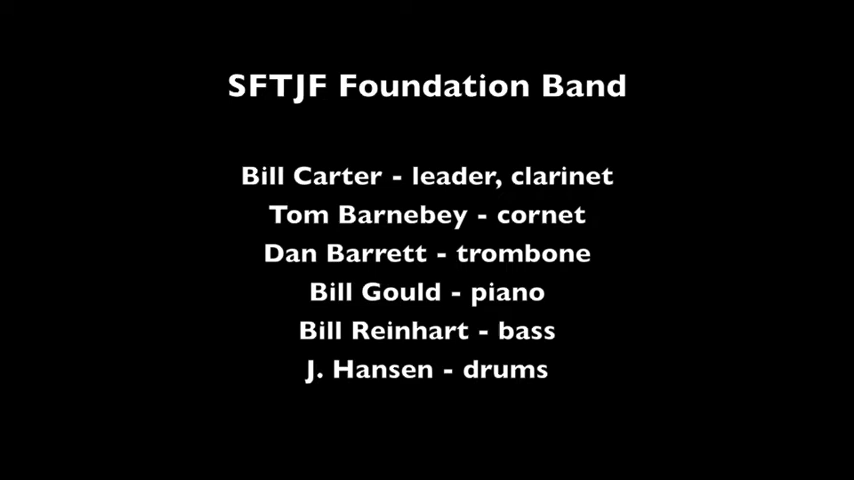 SFTJF Foundation Band
Bill Carter - leader, clarinet
Tom Barnebey - cornet
Dan Barrett - trombone
Bill Gould - piano
Bill Reinhart - bass
J. Hansen - drums